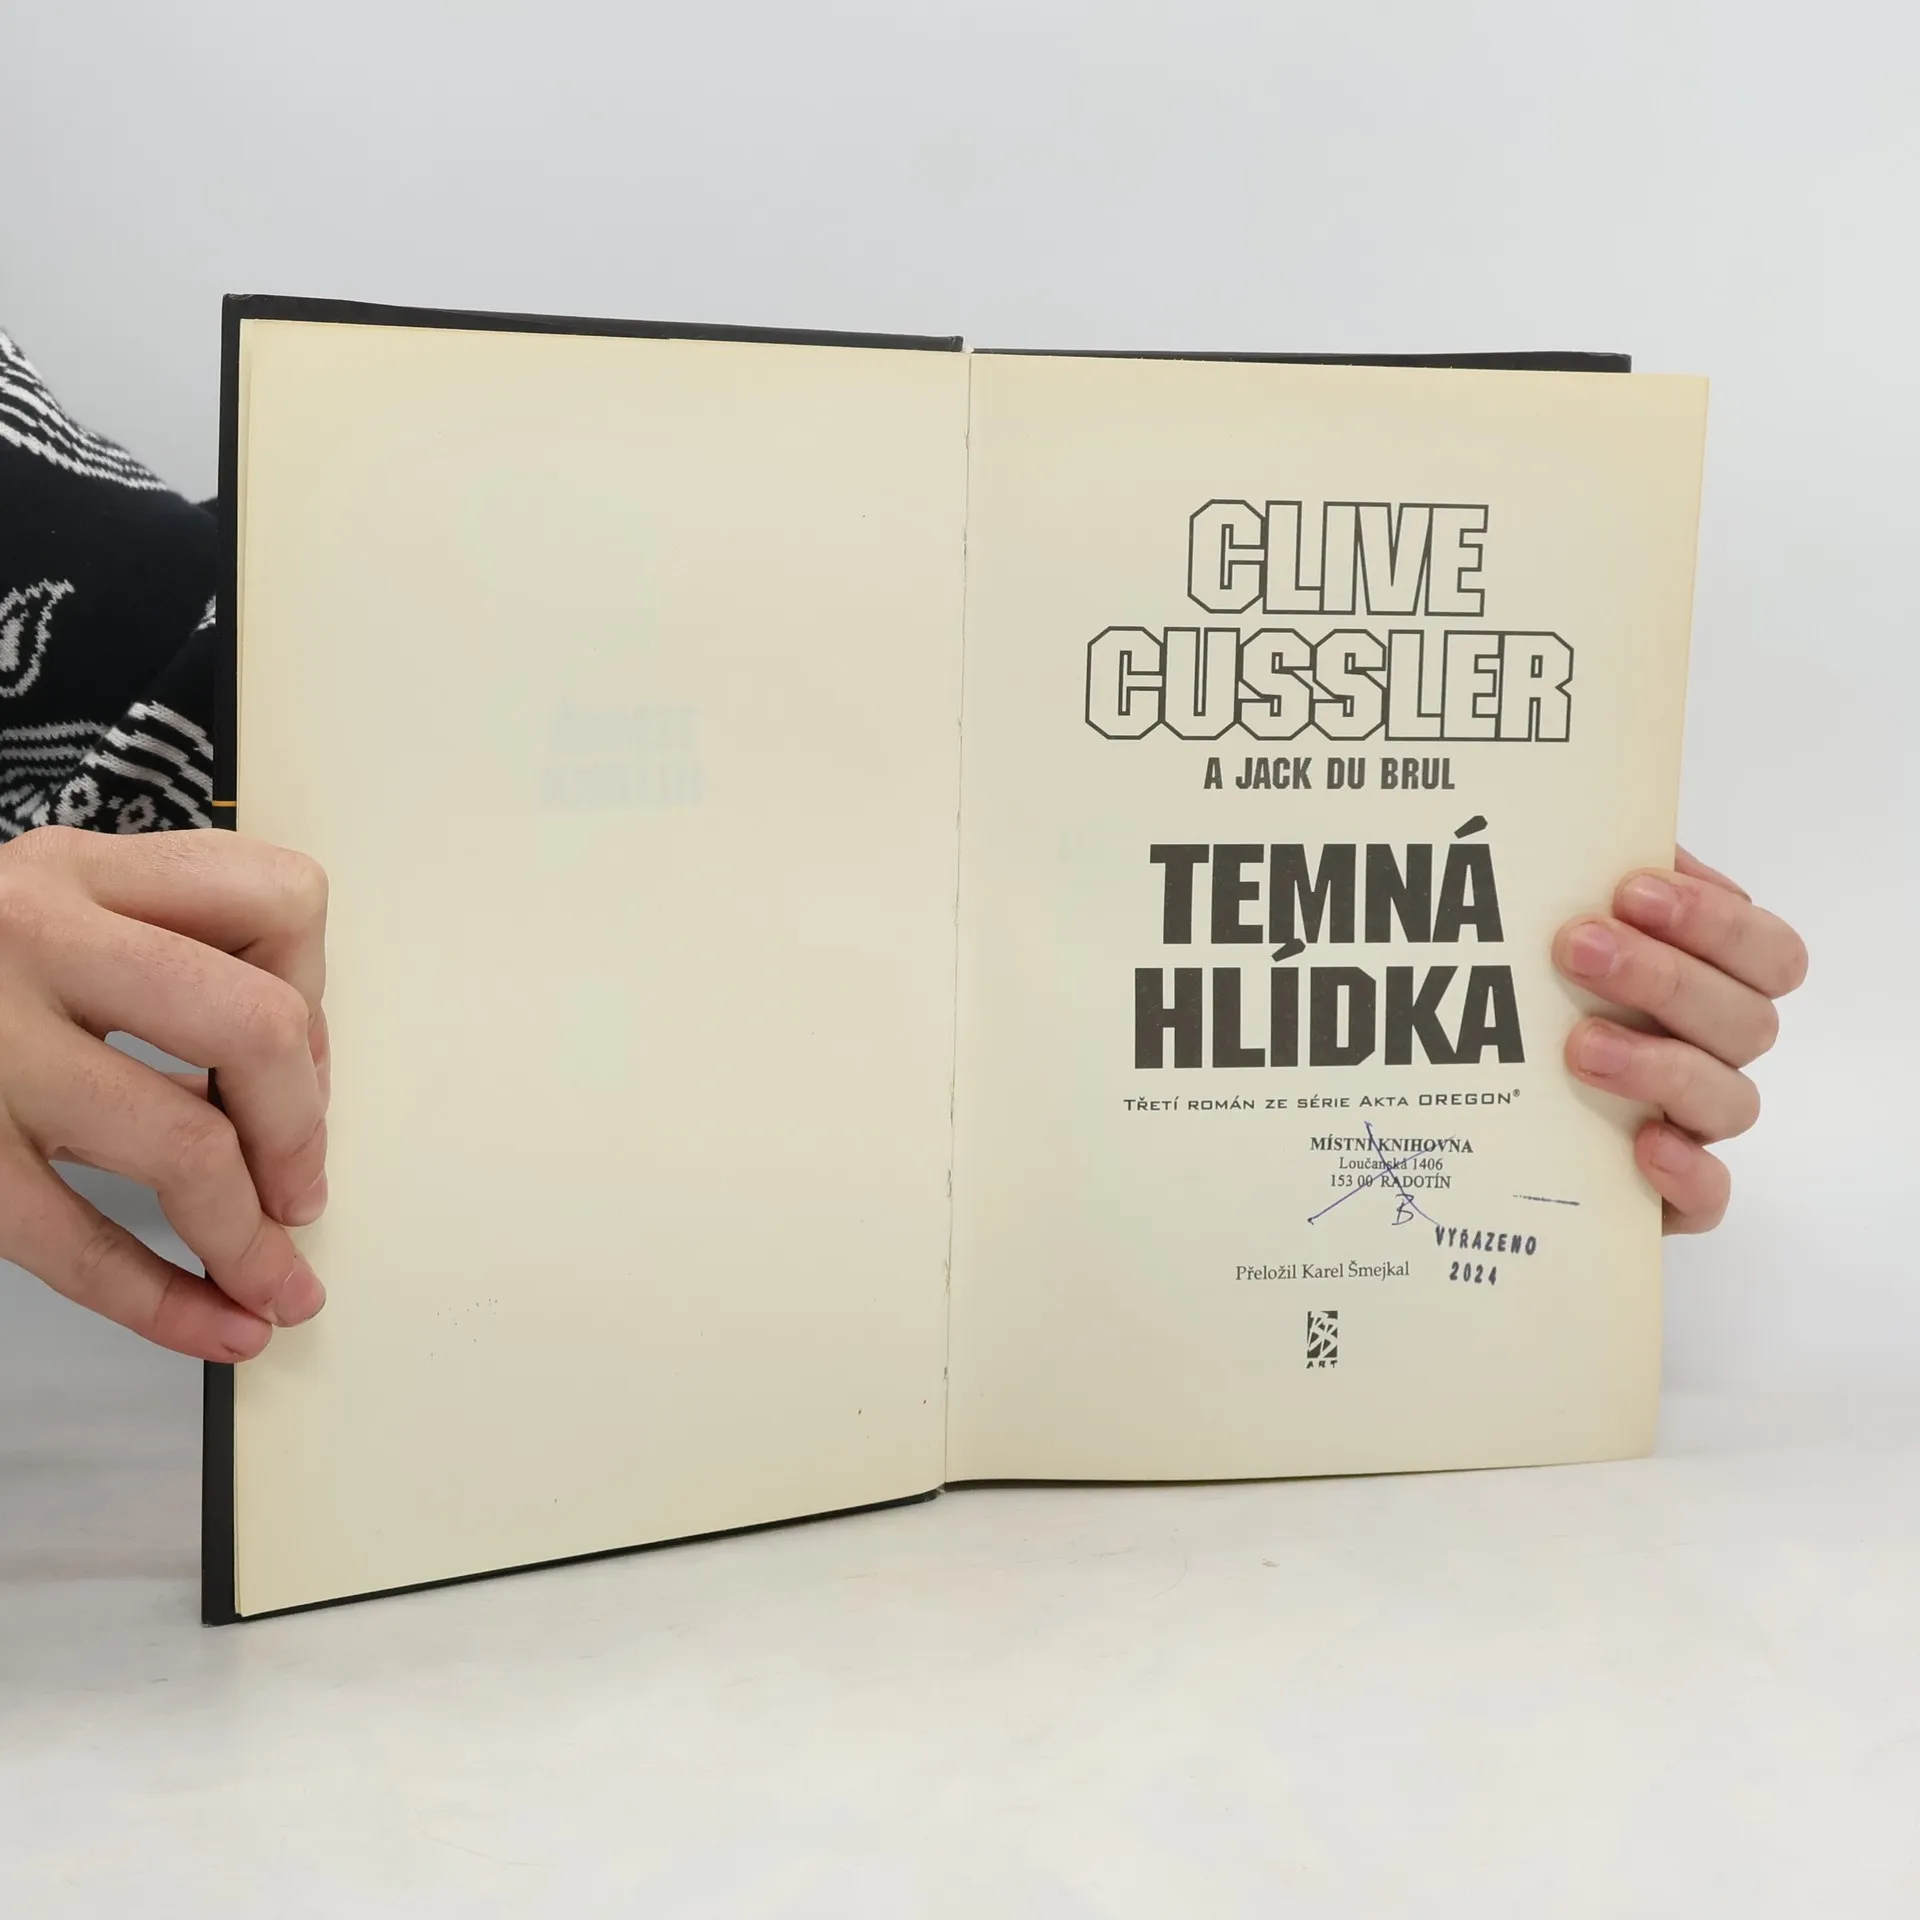 CLIVE
CUSSLER
A JACK DU BRUL
TEMNÁ
HLÍDKA
TŘETÍ ROMÁN ZE SÉRIE AKTA OREGON®
MÍSTNÍ KNIHOVNA
Loučanská 1406
153 00 RADOTÍN
B
VYŘAZENO
2024
Přeložil Karel Šmejkal
BB
ART